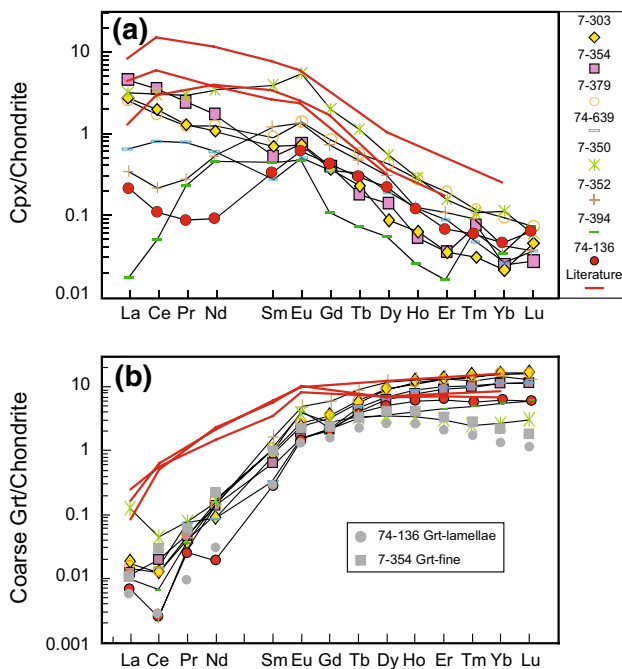 (a)
Cpx/Chondrite
10
1
0.1
0.01
La Ce Pr Nd Sm Eu Gd Tb Dy Ho Er Tm Yb Lu
7-303
7-354
7-379
74-639
7-350
7-352
7-394
74-136
Literature
(b)
Coarse Grt/Chondrite
10
1
0.1
0.01
0.001
74-136 Grt-lamellae
7-354 Grt-fine
La Ce Pr Nd Sm Eu Gd Tb Dy Ho Er Tm Yb Lu